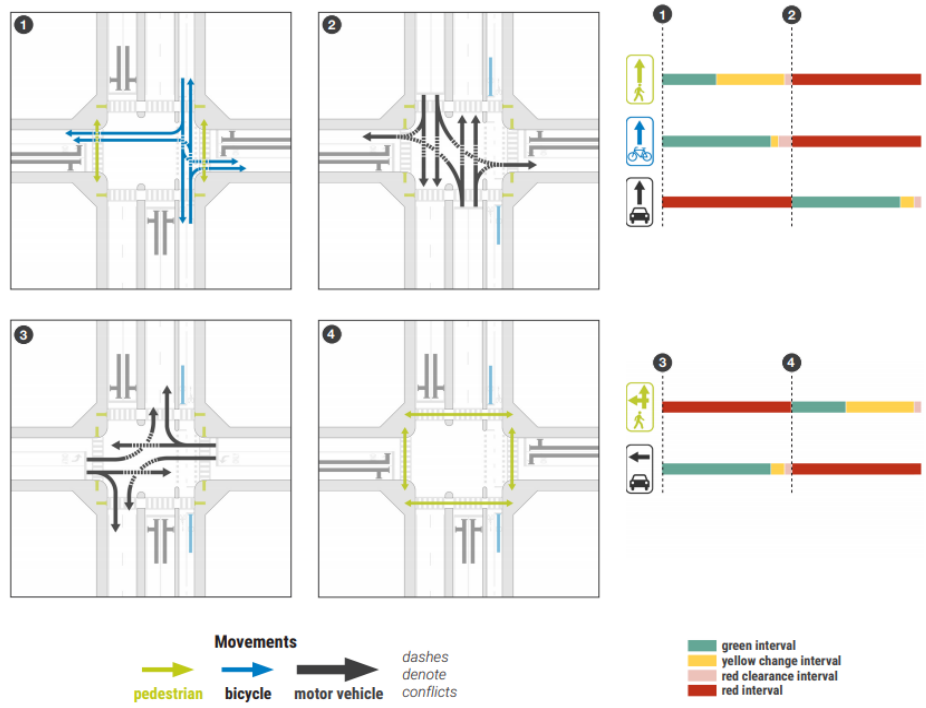 1
2
1
2
3
4
3
4
Movements
pedestrian
bicycle
motor vehicle
dashes
denote
conflicts
green interval
yellow change interval
red clearance interval
red interval